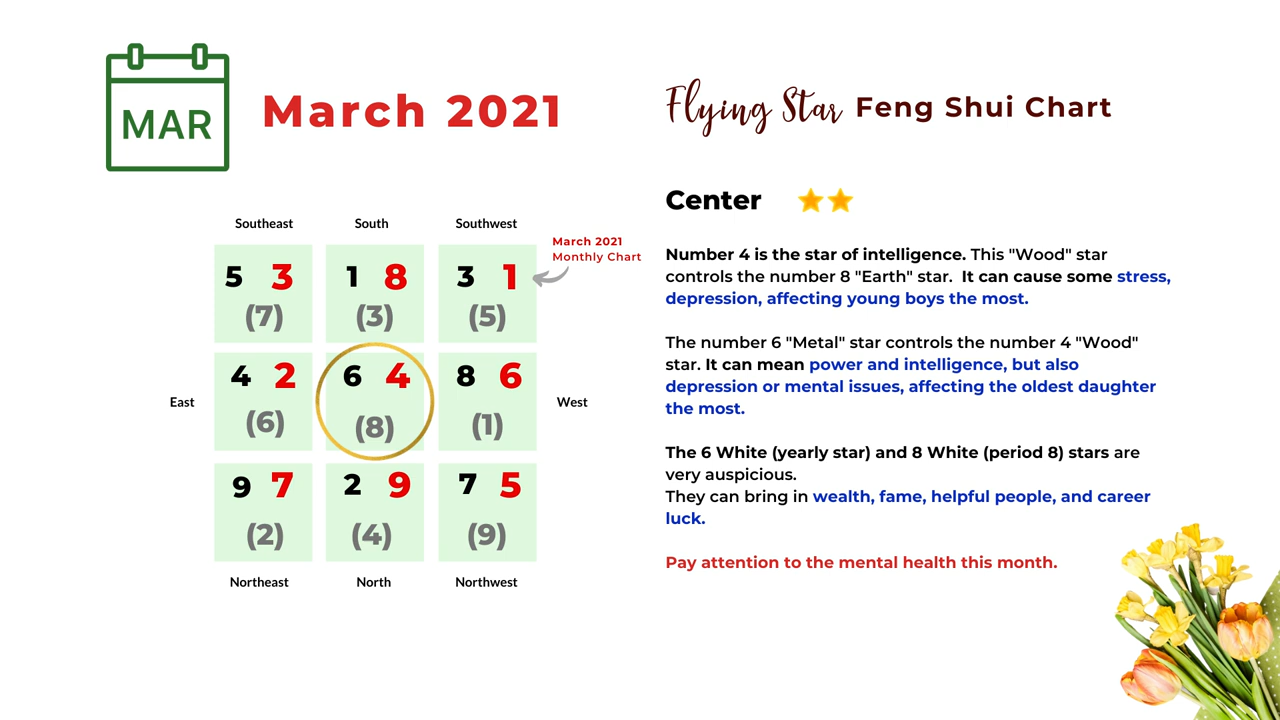 MAR
March 2021
Flying Star Feng Shui Chart
Southeast South Southwest
March 2021
Monthly Chart
5 3 1 8 3 1
(7) (3) (5)
East
4 2 6 4 8 6
West
(6) (8) (1)
9 7 2 9 7 5
(2) (4) (9)
Northeast North Northwest
Center
Number 4 is the star of intelligence. This "Wood" star
controls the number 8 "Earth" star. It can cause some stress,
depression, affecting young boys the most.
The number 6 "Metal" star controls the number 4 "Wood"
star. It can mean power and intelligence, but also
depression or mental issues, affecting the oldest daughter
the most.
The 6 White (yearly star) and 8 White (period 8) stars are
very auspicious.
They can bring in wealth, fame, helpful people, and career
luck.
Pay attention to the mental health this month.